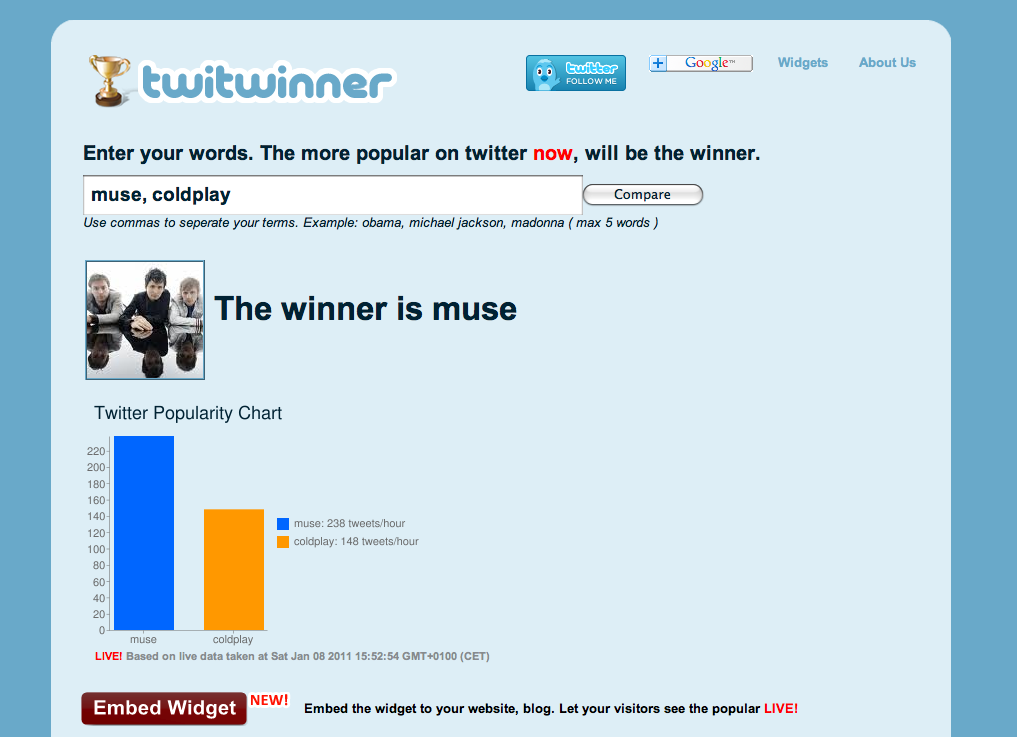 twitwinner
twitter
FOLLOW ME
+ Google™
Widgets
About Us
Enter your words. The more popular on twitter now, will be the winner.
muse, coldplay
Compare
Use commas to seperate your terms. Example: obama, michael jackson, madonna ( max 5 words )
The winner is muse
Twitter Popularity Chart
220
200
180
160
140
120
100
80
60
40
20
0
muse: 238 tweets/hour
coldplay: 148 tweets/hour
muse
coldplay
LIVE! Based on live data taken at Sat Jan 08 2011 15:52:54 GMT+0100 (CET)
Embed Widget
NEW!
Embed the widget to your website, blog. Let your visitors see the popular LIVE!